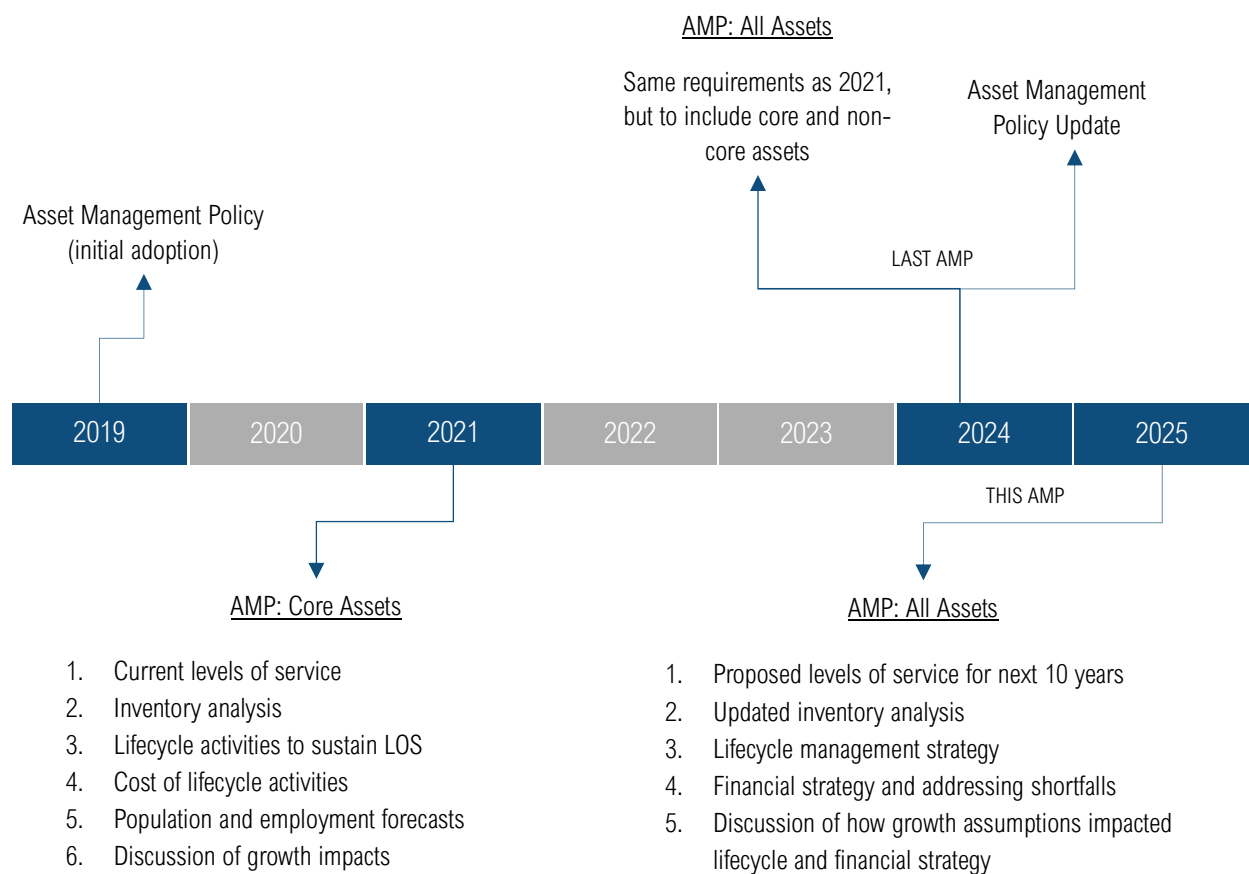 AMP: All Assets
Same requirements as 2021,
but to include core and non-
core assets
Asset Management
Policy Update
Asset Management Policy
(initial adoption)
LAST AMP
2019
2020
2021
2022
2023
2024
2025
THIS AMP
AMP: Core Assets
1. Current levels of service
2. Inventory analysis
3. Lifecycle activities to sustain LOS
4. Cost of lifecycle activities
5. Population and employment forecasts
6. Discussion of growth impacts
AMP: All Assets
1. Proposed levels of service for next 10 years
2. Updated inventory analysis
3. Lifecycle management strategy
4. Financial strategy and addressing shortfalls
5. Discussion of how growth assumptions impacted
lifecycle and financial strategy